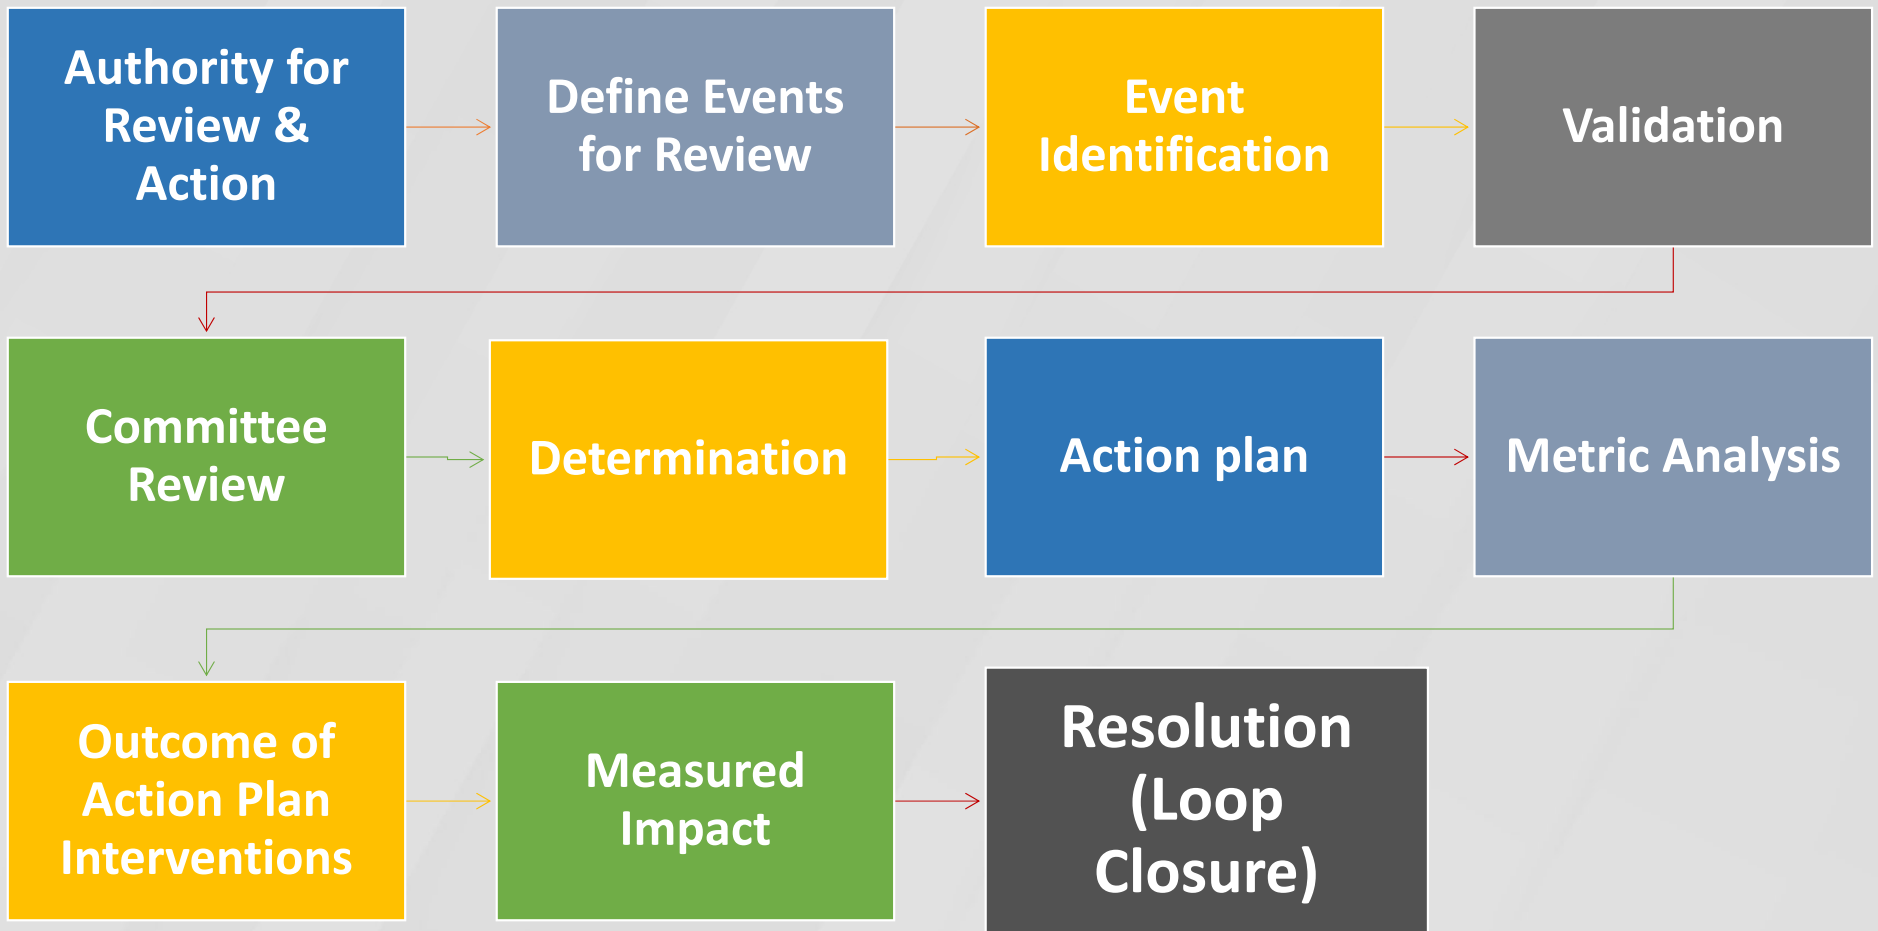 Authority for
Review &
Action
Define Events
for Review
Event
Identification
Validation
Committee
Review
Determination
Action plan
Metric Analysis
Outcome of
Action Plan
Interventions
Measured
Impact
Resolution
(Loop
Closure)